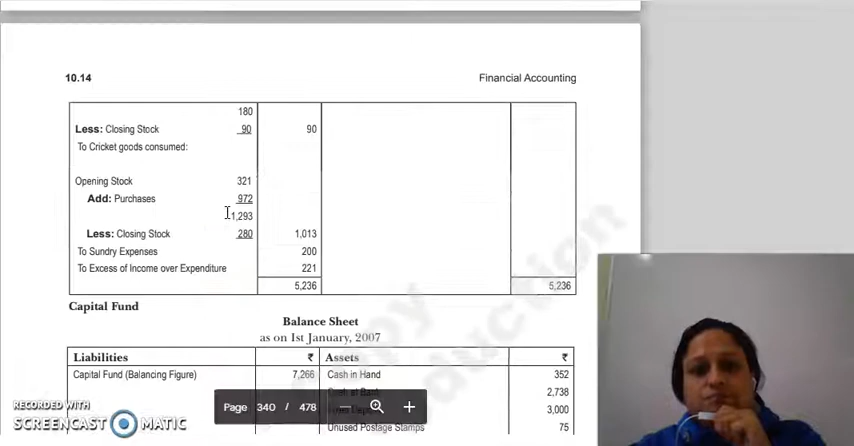 10.14 Financial Accounting
180
Less: Closing Stock 90 90
To Cricket goods consumed:
Opening Stock 321
Add: Purchases 972
1,293
Less: Closing Stock 280 1,013
To Sundry Expenses 200
To Excess of Income over Expenditure 221
5,236 5,236
Capital Fund
Balance Sheet
as on 1st January, 2007
Liabilities ₹ Assets ₹
Capital Fund (Balancing Figure) 7,266 Cash in Hand 352
Cash at Bank 2,738
3,000
Unused Postage Stamps 75
Page 340 / 478
RECORDED WITH
SCREENCAST MATIC